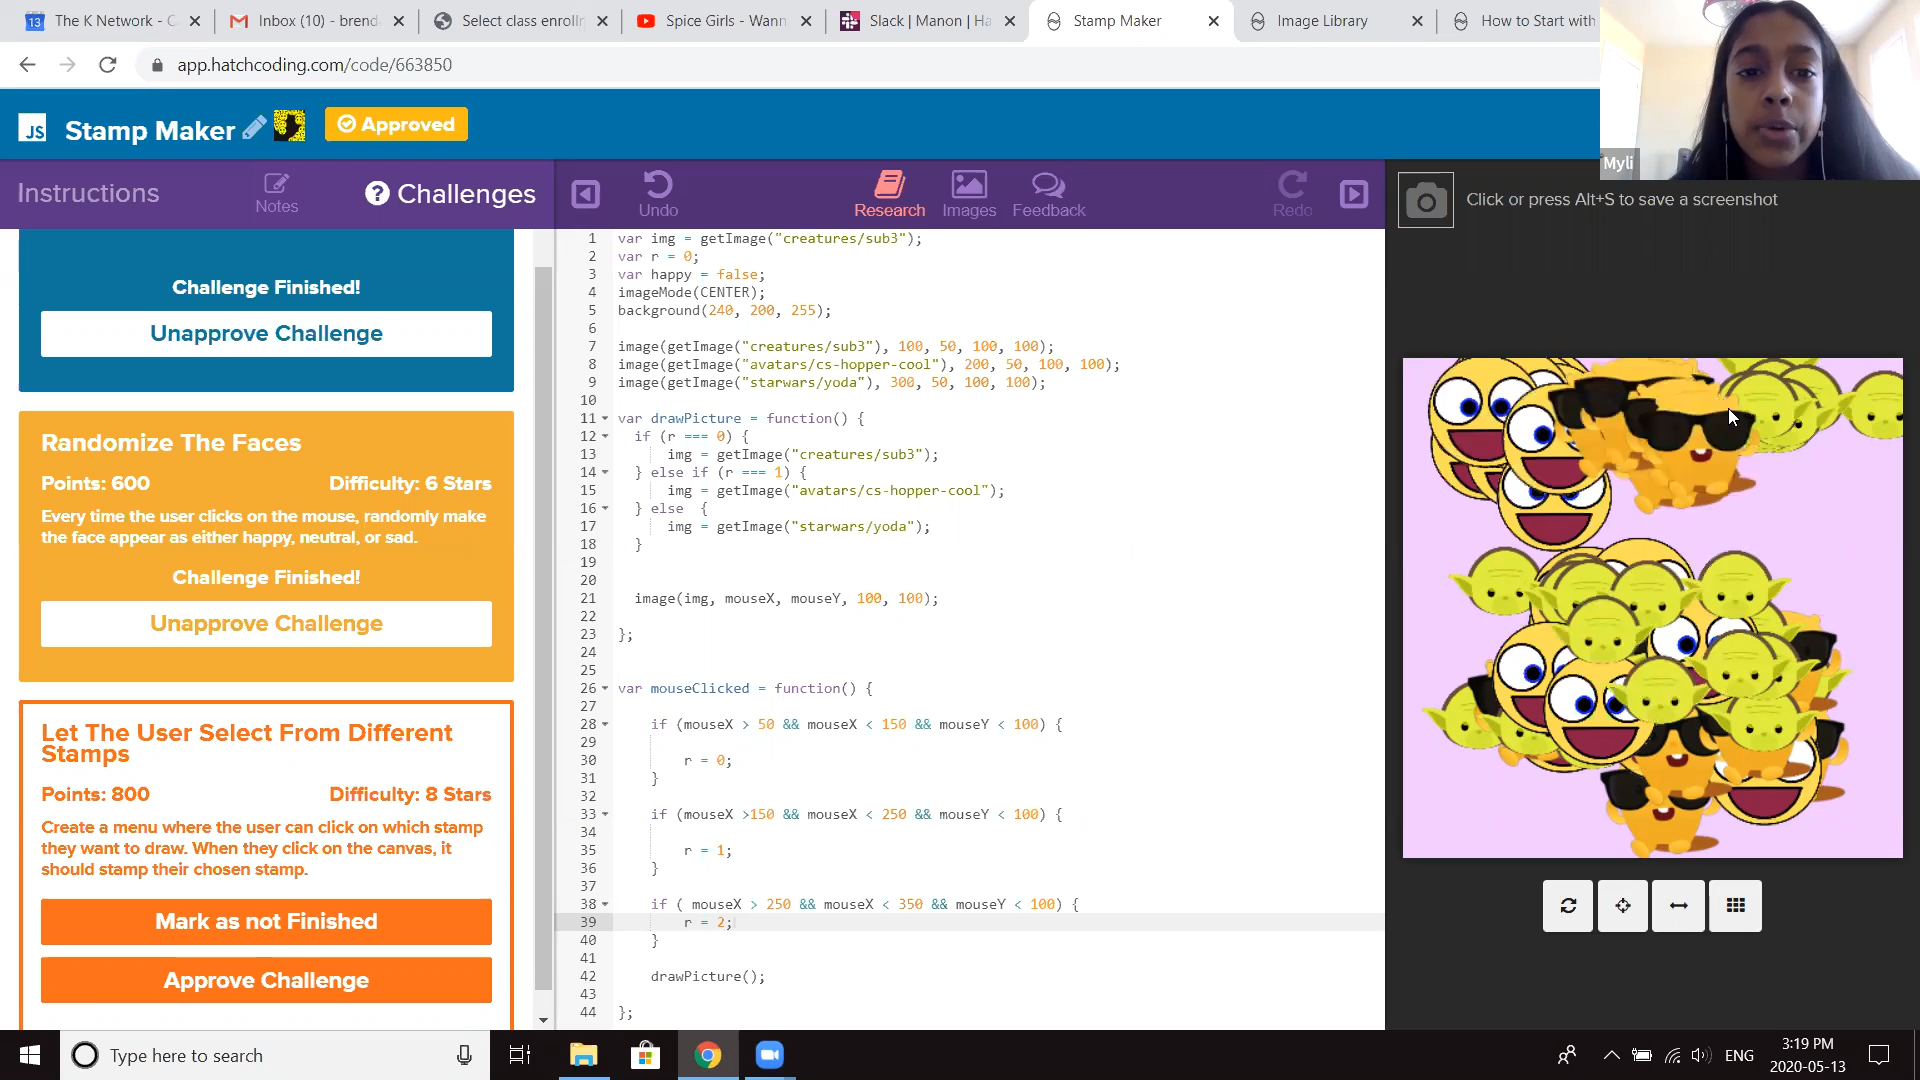 13 The K Network - C
Inbox (10) - brend
Select class enrollin
Spice Girls - Wann
Slack | Manon | Ha
Stamp Maker
Image Library
How to Start with
app.hatchcoding.com/code/663850
JS Stamp Maker
Approved
Myli
Instructions
Notes
? Challenges
Undo
Research
Images
Feedback
Redo
Click or press Alt+S to save a screenshot
Challenge Finished!
Unapprove Challenge
Randomize The Faces
Points: 600 Difficulty: 6 Stars
Every time the user clicks on the mouse, randomly make
the face appear as either happy, neutral, or sad.
Challenge Finished!
Unapprove Challenge
Let The User Select From Different
Stamps
Points: 800 Difficulty: 8 Stars
Create a menu where the user can click on which stamp
they want to draw. When they click on the canvas, it
should stamp their chosen stamp.
Mark as not Finished
Approve Challenge
1 var img = getImage("creatures/sub3");
2 var r = 0;
3 var happy = false;
4 imageMode(CENTER);
5 background(240, 200, 255);
6
7 image(getImage("creatures/sub3"), 100, 50, 100, 100);
8 image(getImage("avatars/cs-hopper-cool"), 200, 50, 100, 100);
9 image(getImage("starwars/yoda"), 300, 50, 100, 100);
10
11 var drawPicture = function() {
12 if (r === 0) {
13 img = getImage("creatures/sub3");
14 } else if (r === 1) {
15 img = getImage("avatars/cs-hopper-cool");
16 } else {
17 img = getImage("starwars/yoda");
18 }
19
20
21 image(img, mouseX, mouseY, 100, 100);
22
23 };
24
25
26 var mouseClicked = function() {
27
28 if (mouseX > 50 && mouseX < 150 && mouseY < 100) {
29
30 r = 0;
31 }
32
33 if (mouseX >150 && mouseX < 250 && mouseY < 100) {
34
35 r = 1;
36 }
37
38 if ( mouseX > 250 && mouseX < 350 && mouseY < 100) {
39 r = 2;
40 }
41
42 drawPicture();
43
44 };
Type here to search
ENG
3:19 PM
2020-05-13